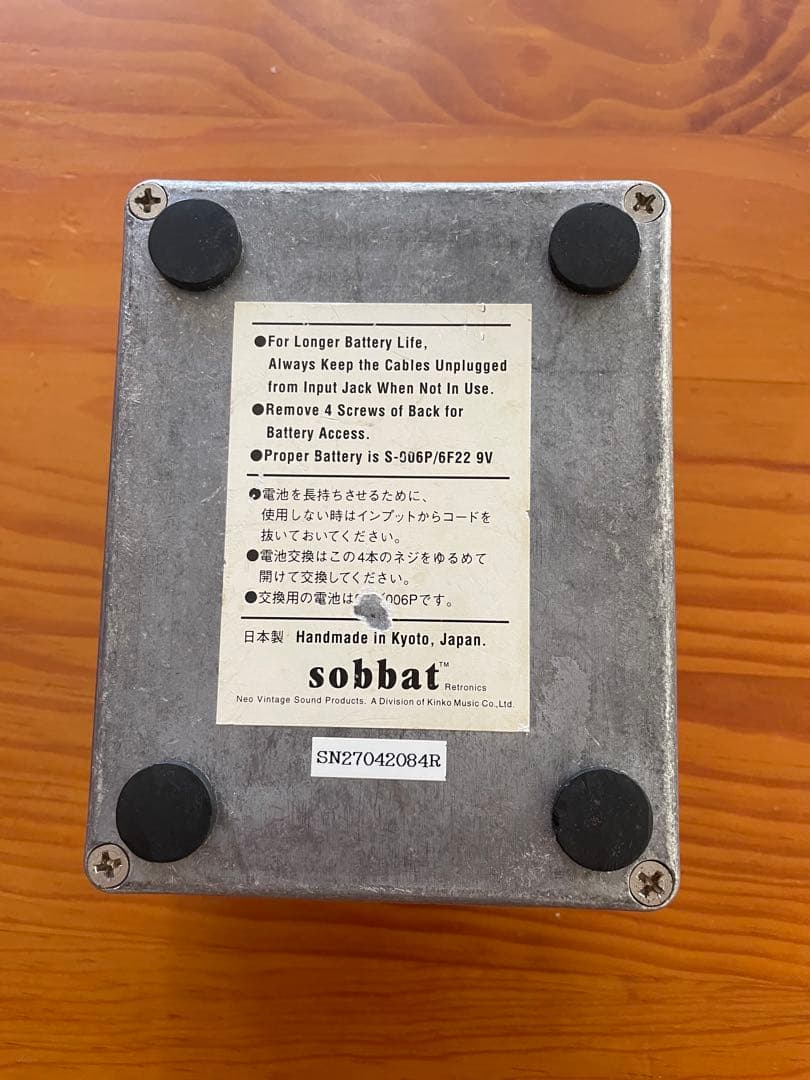 ●For Longer Battery Life,
Always Keep the Cables Unplugged
from Input Jack When Not In Use.
●Remove 4 Screws of Back for
Battery Access.
●Proper Battery is S-006P/6F22 9V
●電池を長持ちさせるために、
使用しない時はインプットからコードを
抜いておいてください。
●電池交換はこの4本のネジをゆるめて
開けて交換してください。
●交換用の電池は 006Pです。
日本製 Handmade in Kyoto, Japan.
sobbat™ Retronics
Neo Vintage Sound Products. A Division of Kinko Music Co.,Ltd.
SN27042084R